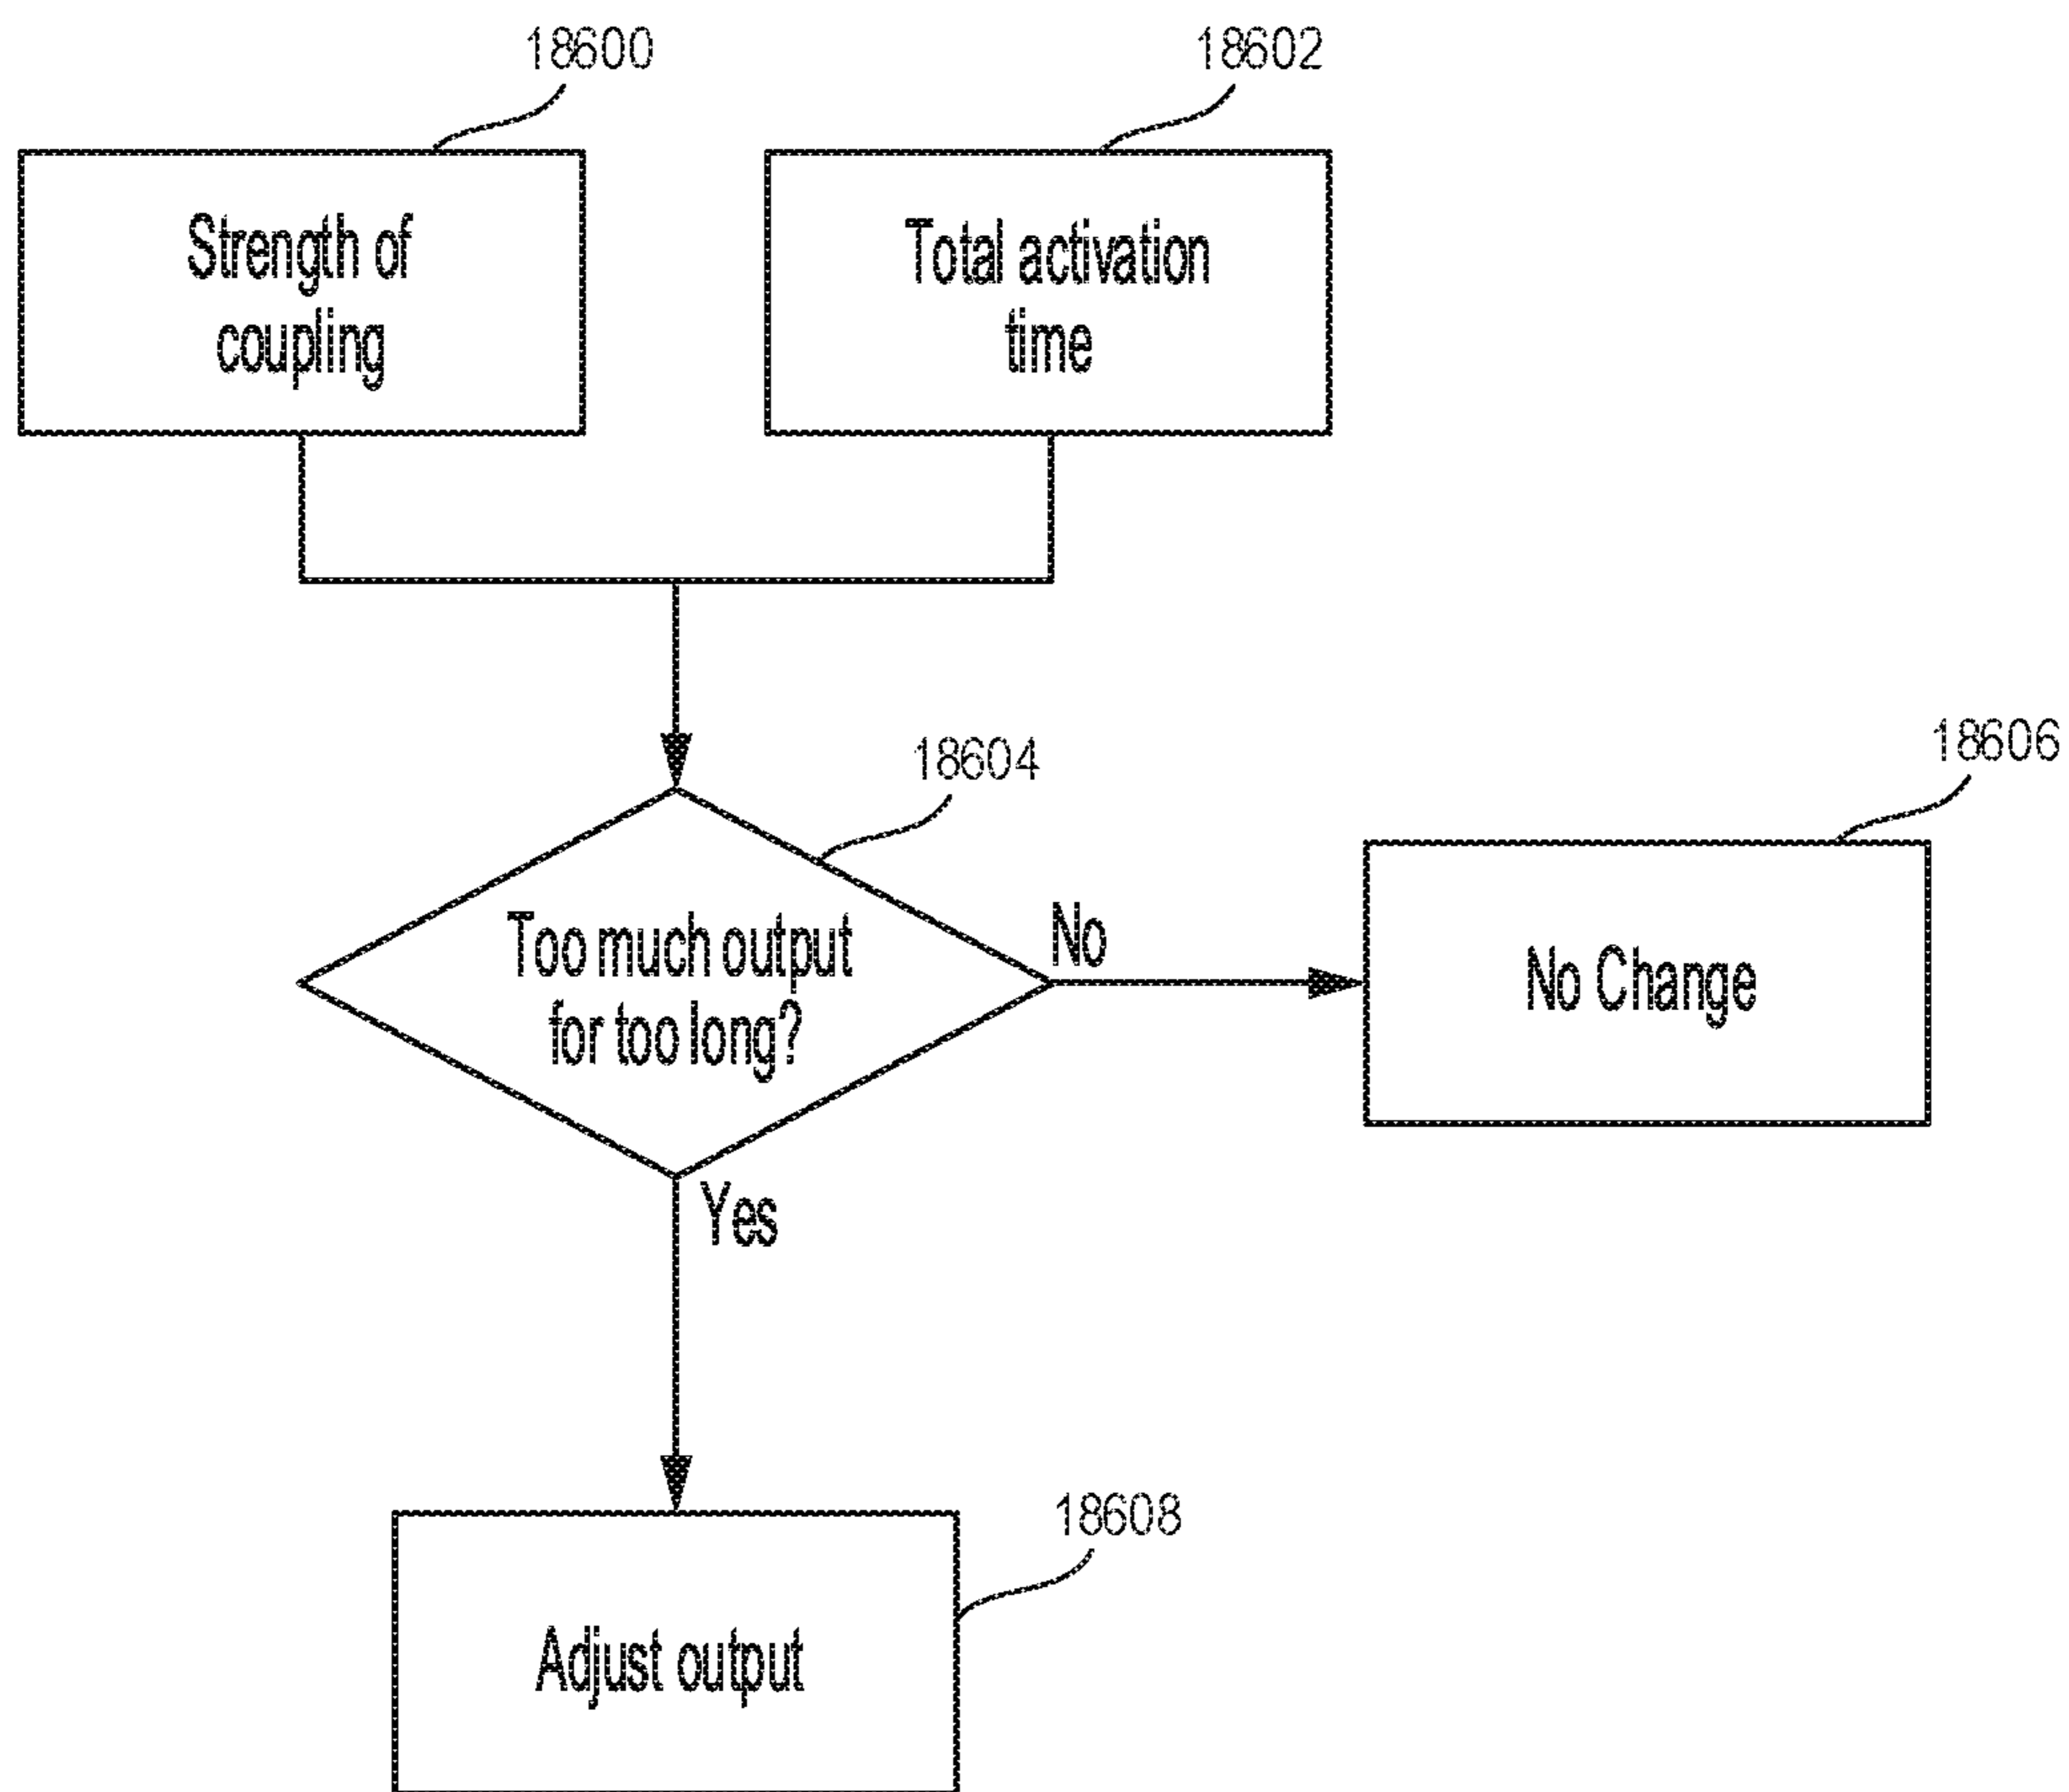 18600
18602
Strength of
coupling
Total activation
time
18604
18606
Too much output
for too long?
No
No Change
Yes
18608
Adjust output